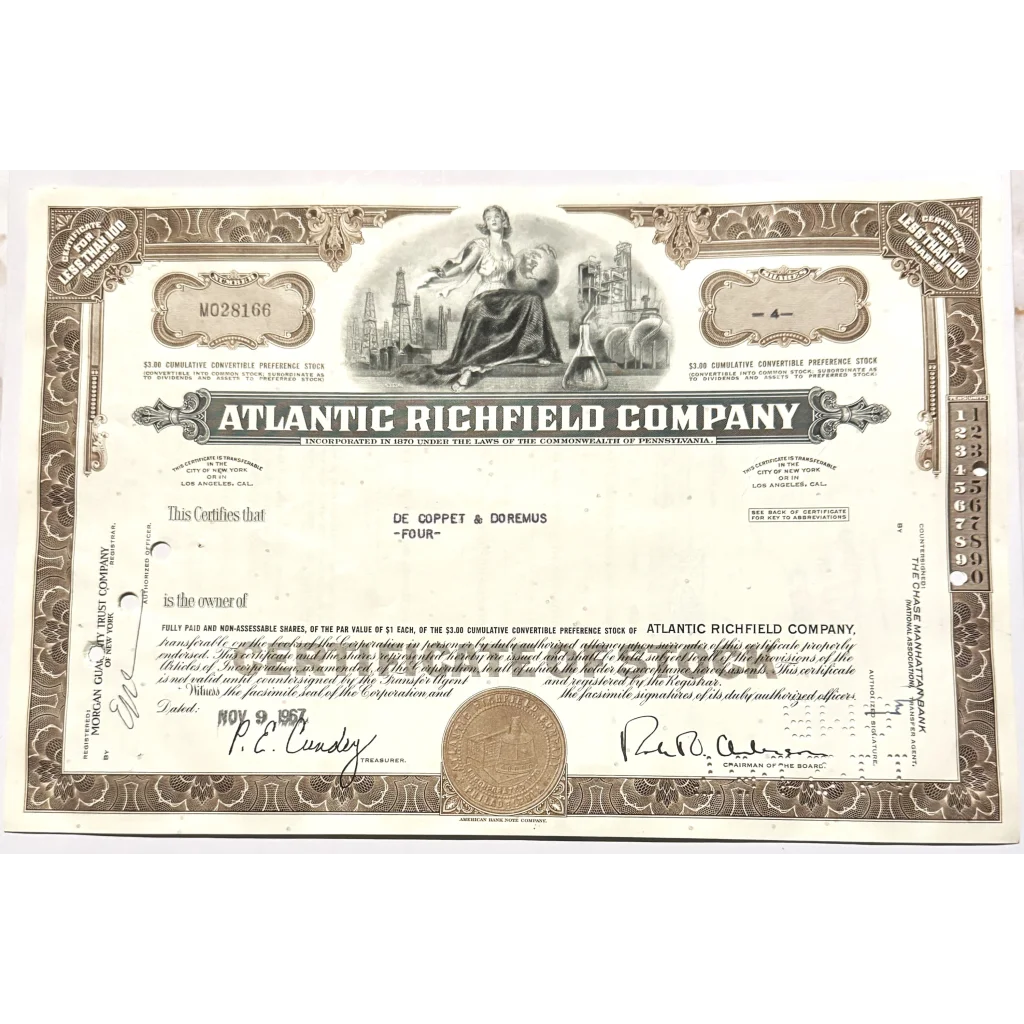 CERTIFICATE
FOR
LESS THAN 100
SHARES
CERTIFICATE
FOR
LESS THAN 100
SHARES
NUMBER
MO28166
SHARES
-4-
$3.00 CUMULATIVE CONVERTIBLE PREFERENCE STOCK
(CONVERTIBLE INTO COMMON STOCK; SUBORDINATE AS
TO DIVIDENDS AND ASSETS TO PREFERRED STOCK)
$3.00 CUMULATIVE CONVERTIBLE PREFERENCE STOCK
(CONVERTIBLE INTO COMMON STOCK; SUBORDINATE AS
TO DIVIDENDS AND ASSETS TO PREFERRED STOCK)
ATLANTIC RICHFIELD COMPANY
INCORPORATED IN 1870 UNDER THE LAWS OF THE COMMONWEALTH OF PENNSYLVANIA.
TENS UNITS
1 1
2 2
3 3
4 4
5 5
6 6
7 7
8 8
9 9
0
THIS CERTIFICATE IS TRANSFERABLE
IN THE
CITY OF NEW YORK
OR IN
LOS ANGELES, CAL.
THIS CERTIFICATE IS TRANSFERABLE
IN THE
CITY OF NEW YORK
OR IN
LOS ANGELES, CAL.
This Certifies that
DE COPPET & DOREMUS
-FOUR-
SEE BACK OF CERTIFICATE
FOR KEY TO ABBREVIATIONS
is the owner of
FULLY PAID AND NON-ASSESSABLE SHARES, OF THE PAR VALUE OF $1 EACH, OF THE $3.00 CUMULATIVE CONVERTIBLE PREFERENCE STOCK OF ATLANTIC RICHFIELD COMPANY,
transferable on the books of the Corporation in person or by duly authorized attorney upon surrender of this certificate properly
endorsed. This certificate and the shares represented hereby are issued and shall be held subject to all of the provisions of the
Articles of Incorporation, as amended, of the Corporation to all of which the holder by acceptance hereof assents. This certificate
is not valid until countersigned by the Transfer Agent and registered by the Registrar.
Witness the facsimile seal of the Corporation and the facsimile signatures of its duly authorized officers.
Dated:
NOV 9 1967
P. E. Cundey
TREASURER.
CHAIRMAN OF THE BOARD.
REGISTERED:
MORGAN GUARANTY TRUST COMPANY
OF NEW YORK
REGISTRAR,
BY
AUTHORIZED OFFICER.
COUNTERSIGNED:
THE CHASE MANHATTAN BANK
(NATIONAL ASSOCIATION)
TRANSFER AGENT,
BY
AUTHORIZED SIGNATURE.
AMERICAN BANK NOTE COMPANY.